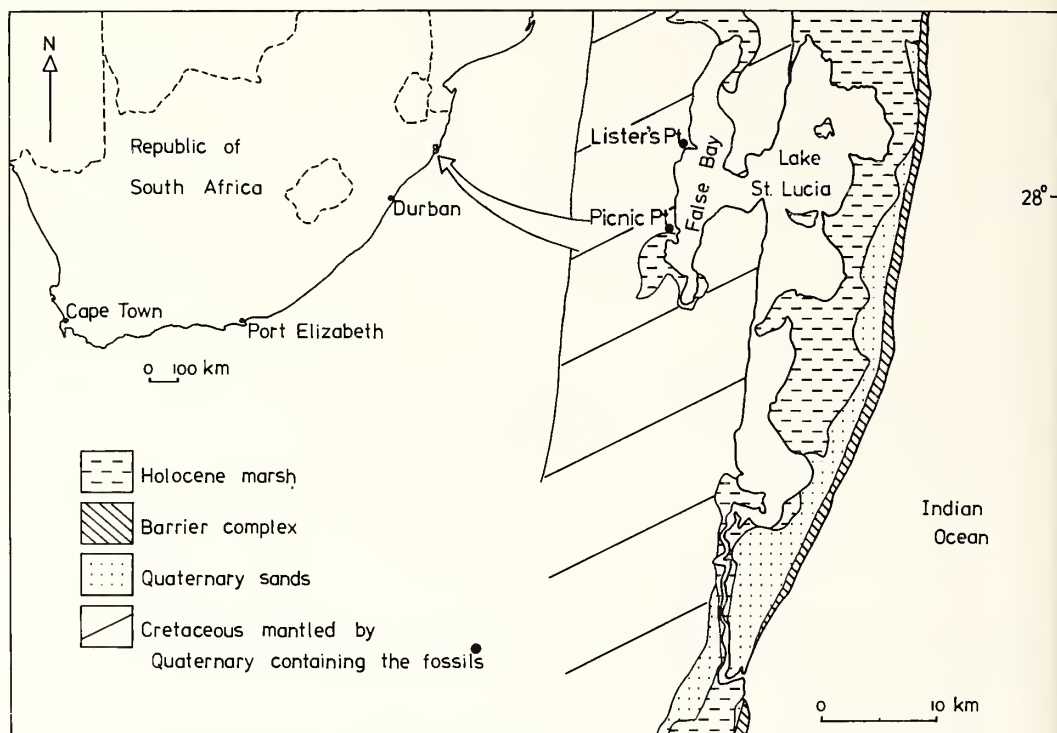 N
Republic of
South Africa
Durban
Cape Town
Port Elizabeth
0 100 km
Lister's Pt
False Bay
Lake
St. Lucia
28°
Picnic Pt
Indian
Ocean
Holocene marsh
Barrier complex
Quaternary sands
Cretaceous mantled by
Quaternary containing the fossils
0 10 km